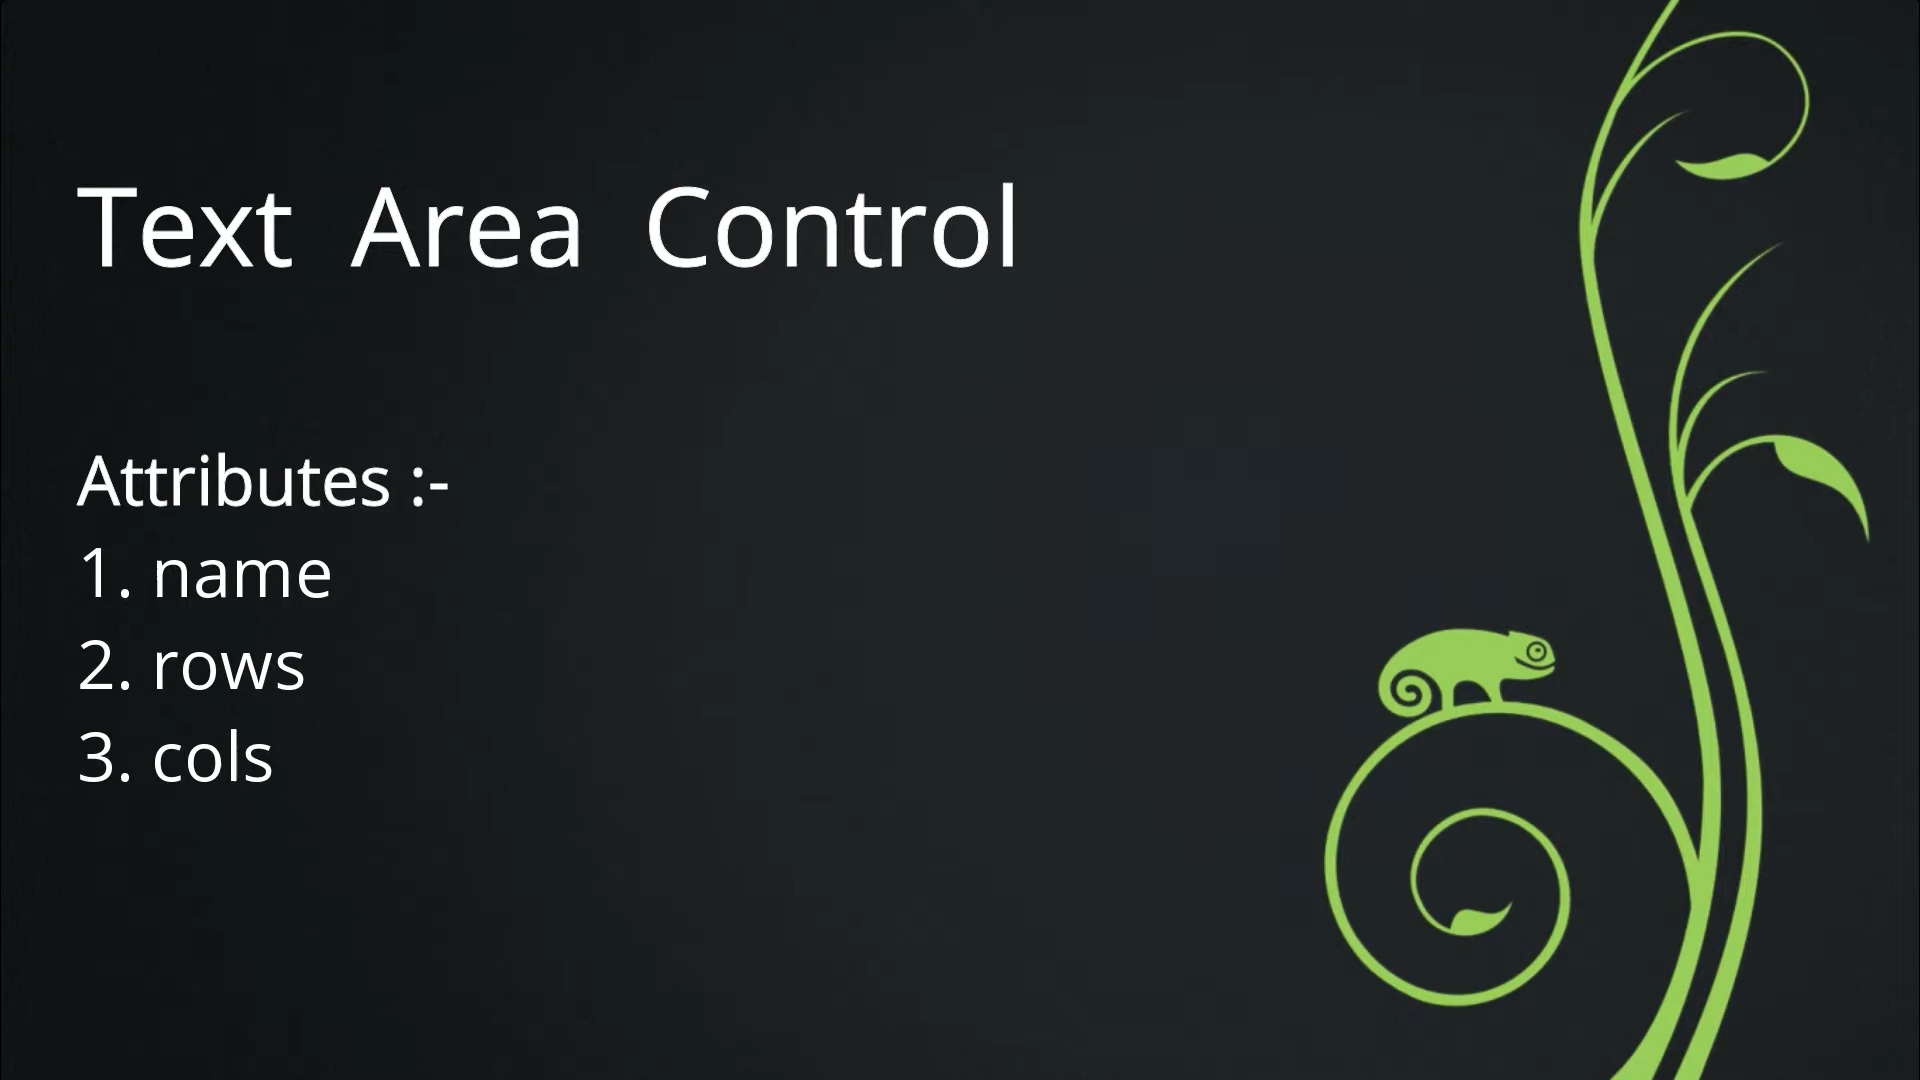 Text Area Control
Attributes :-
1. name
2. rows
3. cols